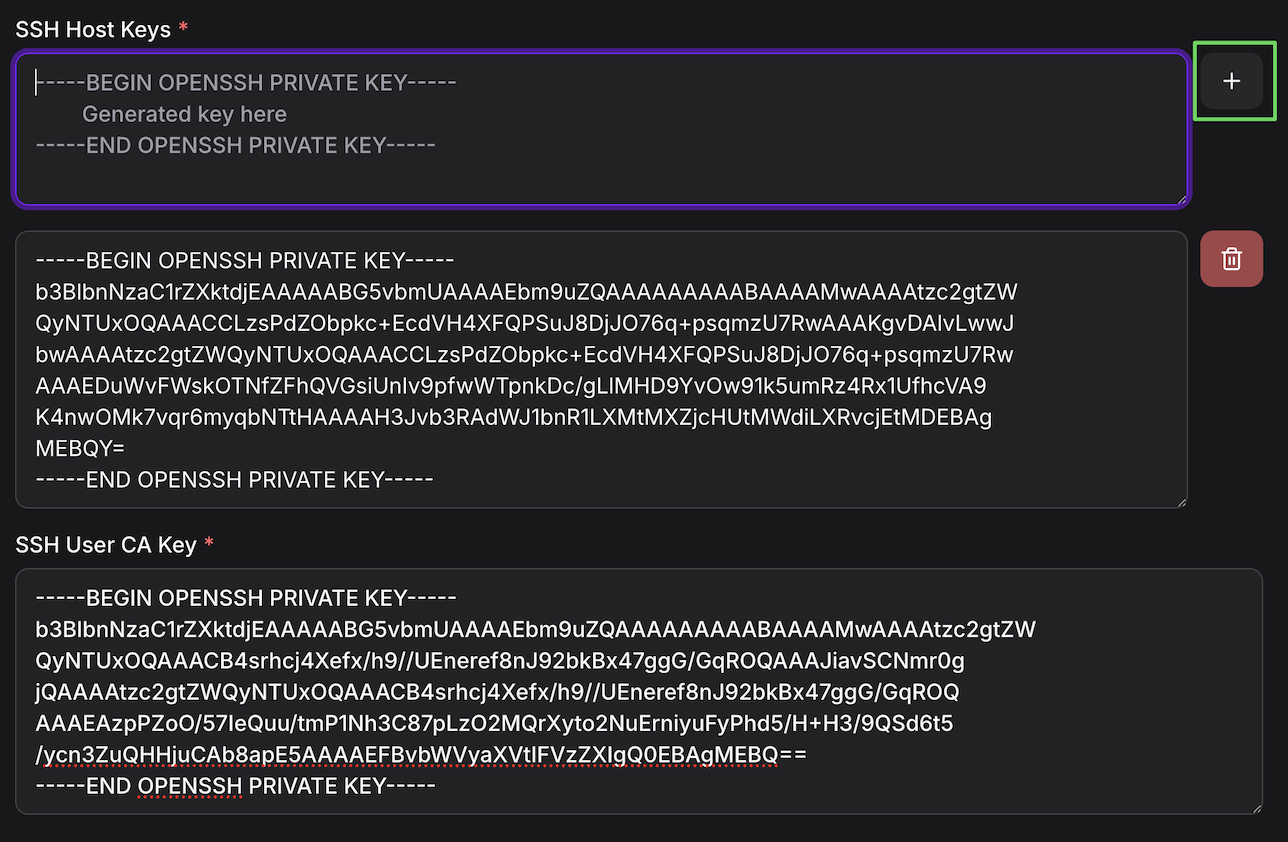 SSH Host Keys *
-----BEGIN OPENSSH PRIVATE KEY-----
Generated key here
-----END OPENSSH PRIVATE KEY-----
+
-----BEGIN OPENSSH PRIVATE KEY-----
b3BlbnNzaC1rZXktdjEAAAAABG5vbmUAAAAEbm9uZQAAAAAAAAABAAAAMwAAAAtzc2gtZW
QyNTUxOQAAACCLzsPdZObpkc+EcdVH4XFQPSuJ8DjJO76q+psqmzU7RwAAAKgvDAlvLwwJ
bwAAAAtzc2gtZWQyNTUxOQAAACCLzsPdZObpkc+EcdVH4XFQPSuJ8DjJO76q+psqmzU7Rw
AAAEDuWvFWskOTNfZFhQVGsiUnIv9pfwWTpnkDc/gLIMHD9YvOw91k5umRz4Rx1UfhcVA9
K4nwOMk7vqr6myqbNTtHAAAAH3Jvb3RAdWJ1bnR1LXMtMXZjcHUtMWdiLXRvcjEtMDEBAg
MEBQY=
-----END OPENSSH PRIVATE KEY-----
SSH User CA Key *
-----BEGIN OPENSSH PRIVATE KEY-----
b3BlbnNzaC1rZXktdjEAAAAABG5vbmUAAAAEbm9uZQAAAAAAAAABAAAAMwAAAAtzc2gtZW
QyNTUxOQAAACB4srhcj4Xefx/h9//UEneref8nJ92bkBx47ggG/GqROQAAAJiavSCNmr0g
jQAAAAtzc2gtZWQyNTUxOQAAACB4srhcj4Xefx/h9//UEneref8nJ92bkBx47ggG/GqROQ
AAAEAzpPZoO/57IeQuu/tmP1Nh3C87pLzO2MQrXyto2NuErniyuFyPhd5/H+H3/9QSd6t5
/ycn3ZuQHHjuCAb8apE5AAAAEFBvbWVyaXVtIFVzZXIgQ0EBAgMEBQ==
-----END OPENSSH PRIVATE KEY-----